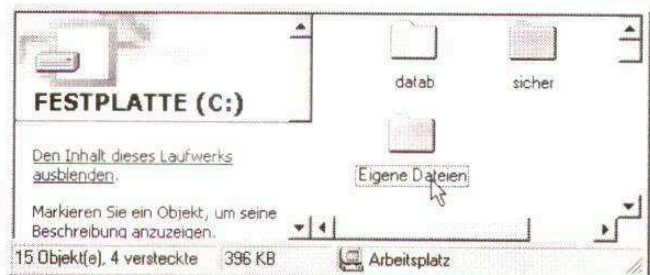 FESTPLATTE (C:)
Den Inhalt dieses Laufwerks
ausblenden.
Markieren Sie ein Objekt, um seine
Beschreibung anzuzeigen.
datab sicher
Eigene Dateien
15 Objekt(e), 4 versteckte 396 KB Arbeitsplatz